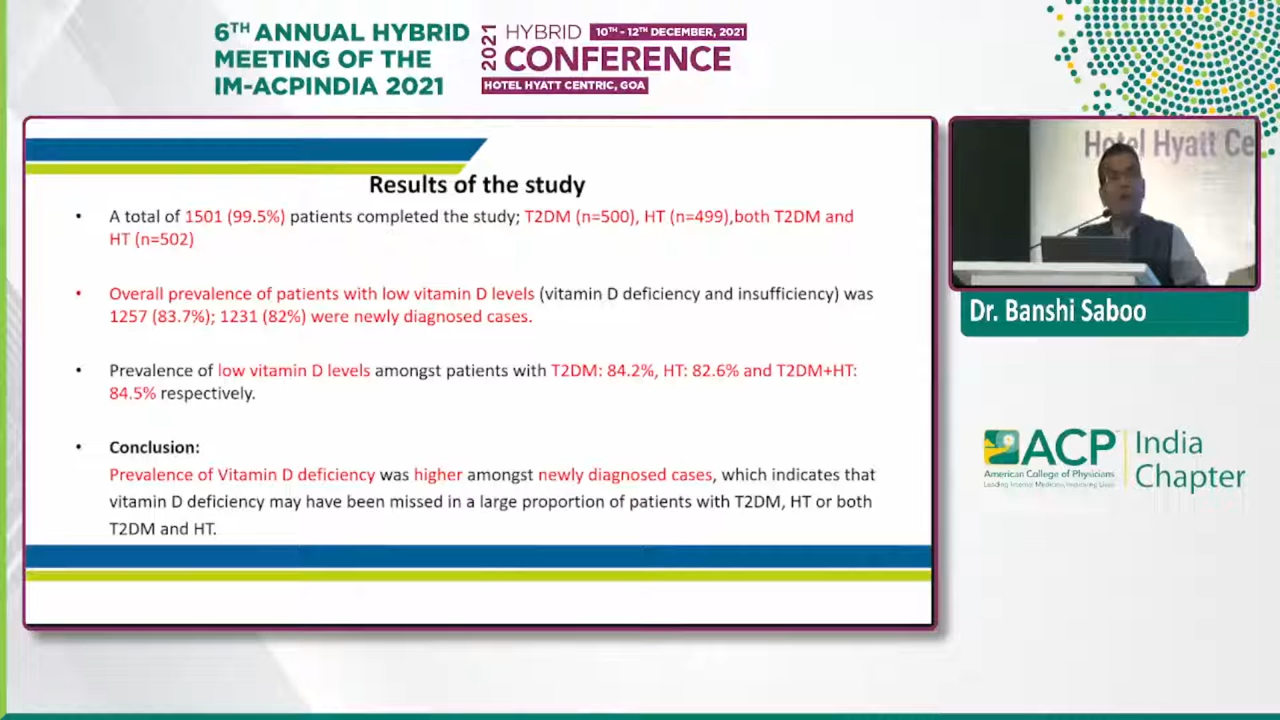 6TH ANNUAL HYBRID
MEETING OF THE
IM-ACPINDIA 2021
2021
HYBRID 10TH - 12TH DECEMBER, 2021
CONFERENCE
HOTEL HYATT CENTRIC, GOA
Results of the study
• A total of 1501 (99.5%) patients completed the study; T2DM (n=500), HT (n=499),both T2DM and
HT (n=502)
• Overall prevalence of patients with low vitamin D levels (vitamin D deficiency and insufficiency) was
1257 (83.7%); 1231 (82%) were newly diagnosed cases.
• Prevalence of low vitamin D levels amongst patients with T2DM: 84.2%, HT: 82.6% and T2DM+HT:
84.5% respectively.
• Conclusion:
Prevalence of Vitamin D deficiency was higher amongst newly diagnosed cases, which indicates that
vitamin D deficiency may have been missed in a large proportion of patients with T2DM, HT or both
T2DM and HT.
Hotel Hyatt Ce
Dr. Banshi Saboo
ACP
American College of Physicians
Leading Internal Medicine, Improving Lives
India
Chapter